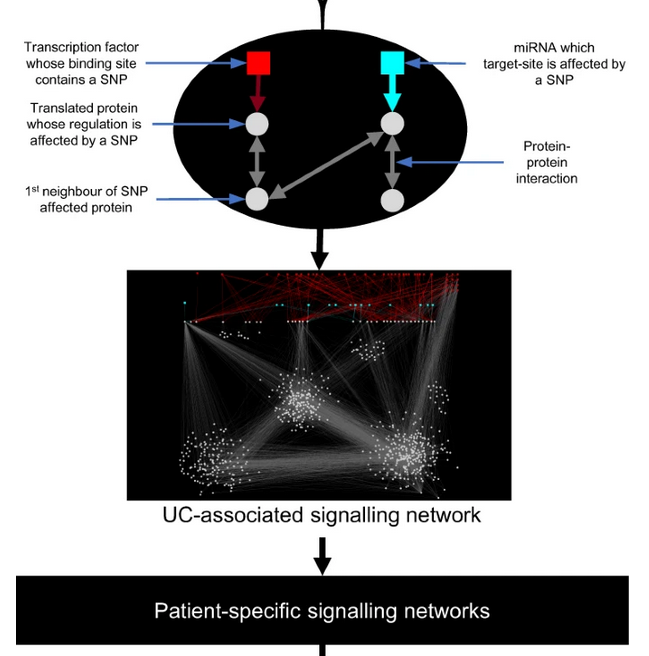 Transcription factor
whose binding site
contains a SNP
miRNA which
target-site is affected by
a SNP
Translated protein
whose regulation is
affected by a SNP
Protein-
protein
interaction
1st neighbour of SNP
affected protein
UC-associated signalling network
Patient-specific signalling networks